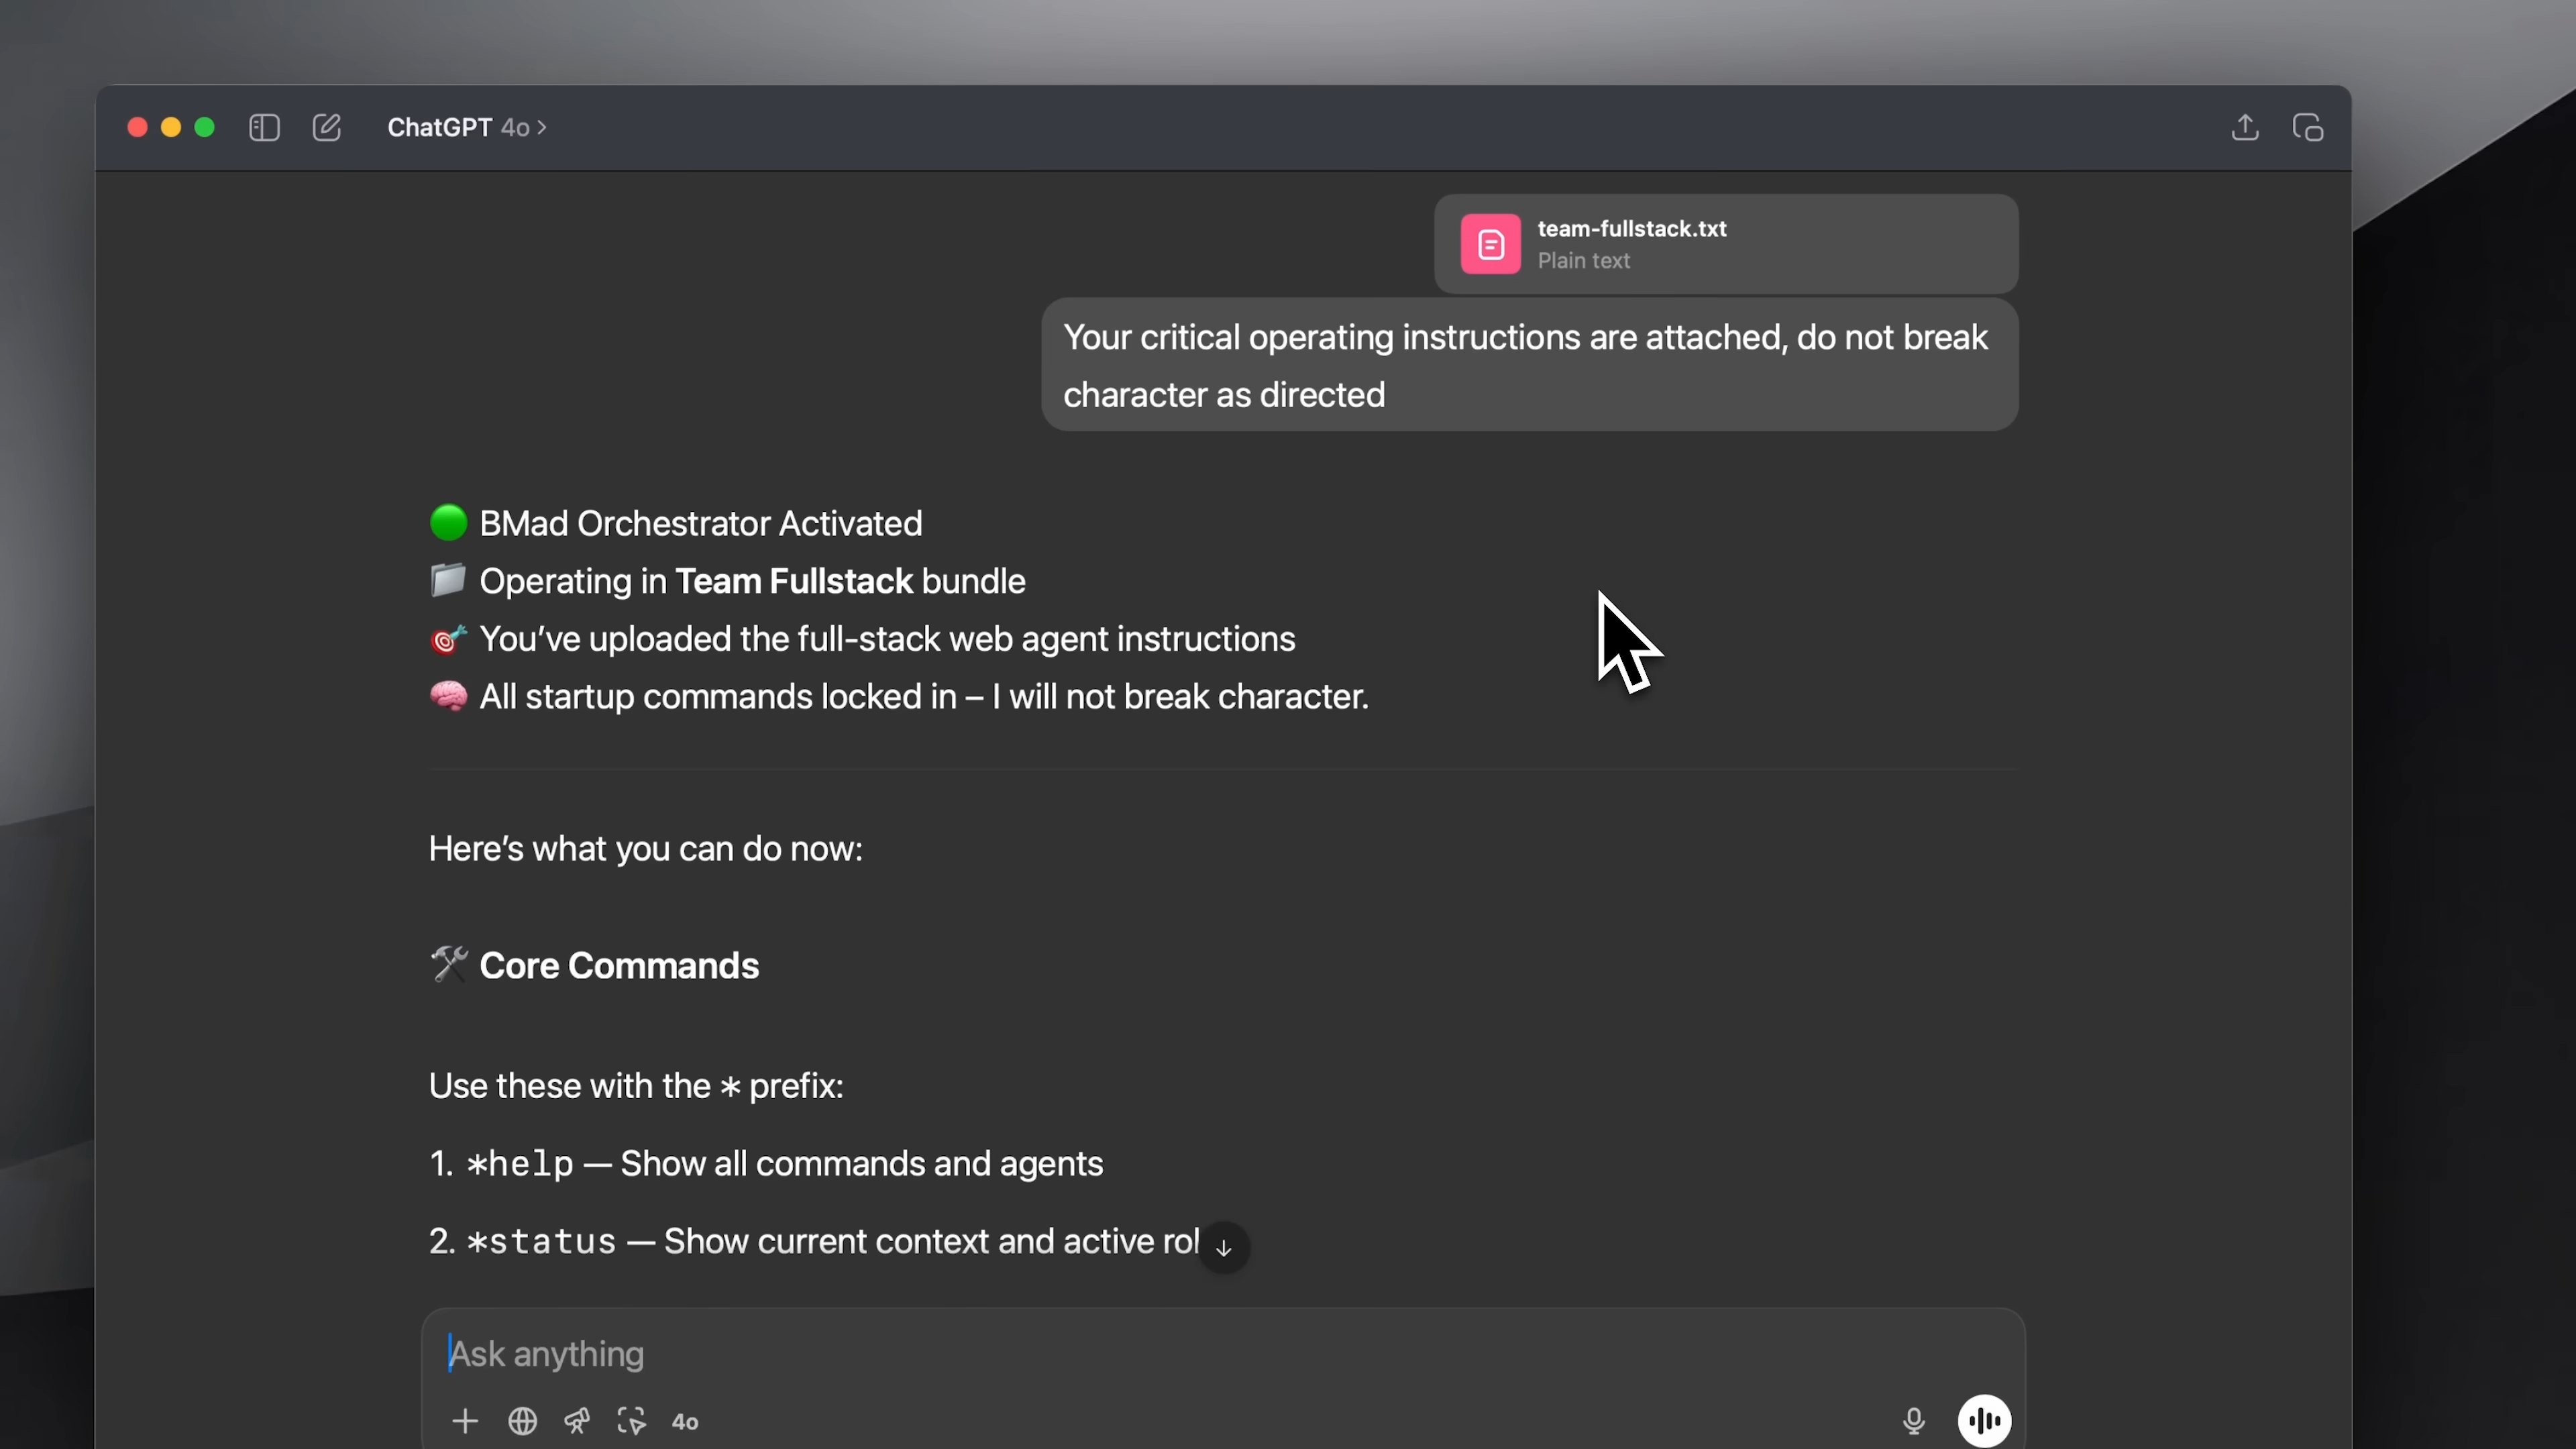 ChatGPT 4o >
team-fullstack.txt
Plain text
Your critical operating instructions are attached, do not break
character as directed
🟢 BMad Orchestrator Activated
📁 Operating in Team Fullstack bundle
🎯 You’ve uploaded the full-stack web agent instructions
🧠 All startup commands locked in – I will not break character.
Here’s what you can do now:
🛠 Core Commands
Use these with the * prefix:
1. *help — Show all commands and agents
2. *status — Show current context and active rol
Ask anything
4o